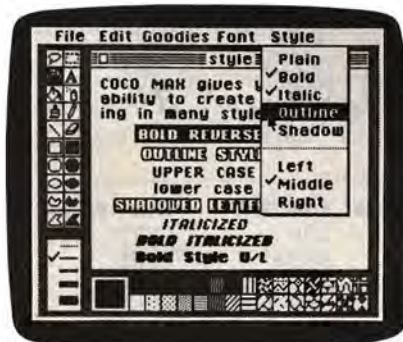 File Edit Goodies Font Style
style
COCO MAX gives y
ability to create
ing in many style
BOLD REVERSE
OUTLINE STYL
UPPER CASE
lower case
SHADOWED LETTE
ITALICIZED
BOLD ITALICIZED
Bold Style U/L
Plain
✓Bold
✓Italic
Outline
Shadow
Left
✓Middle
Right